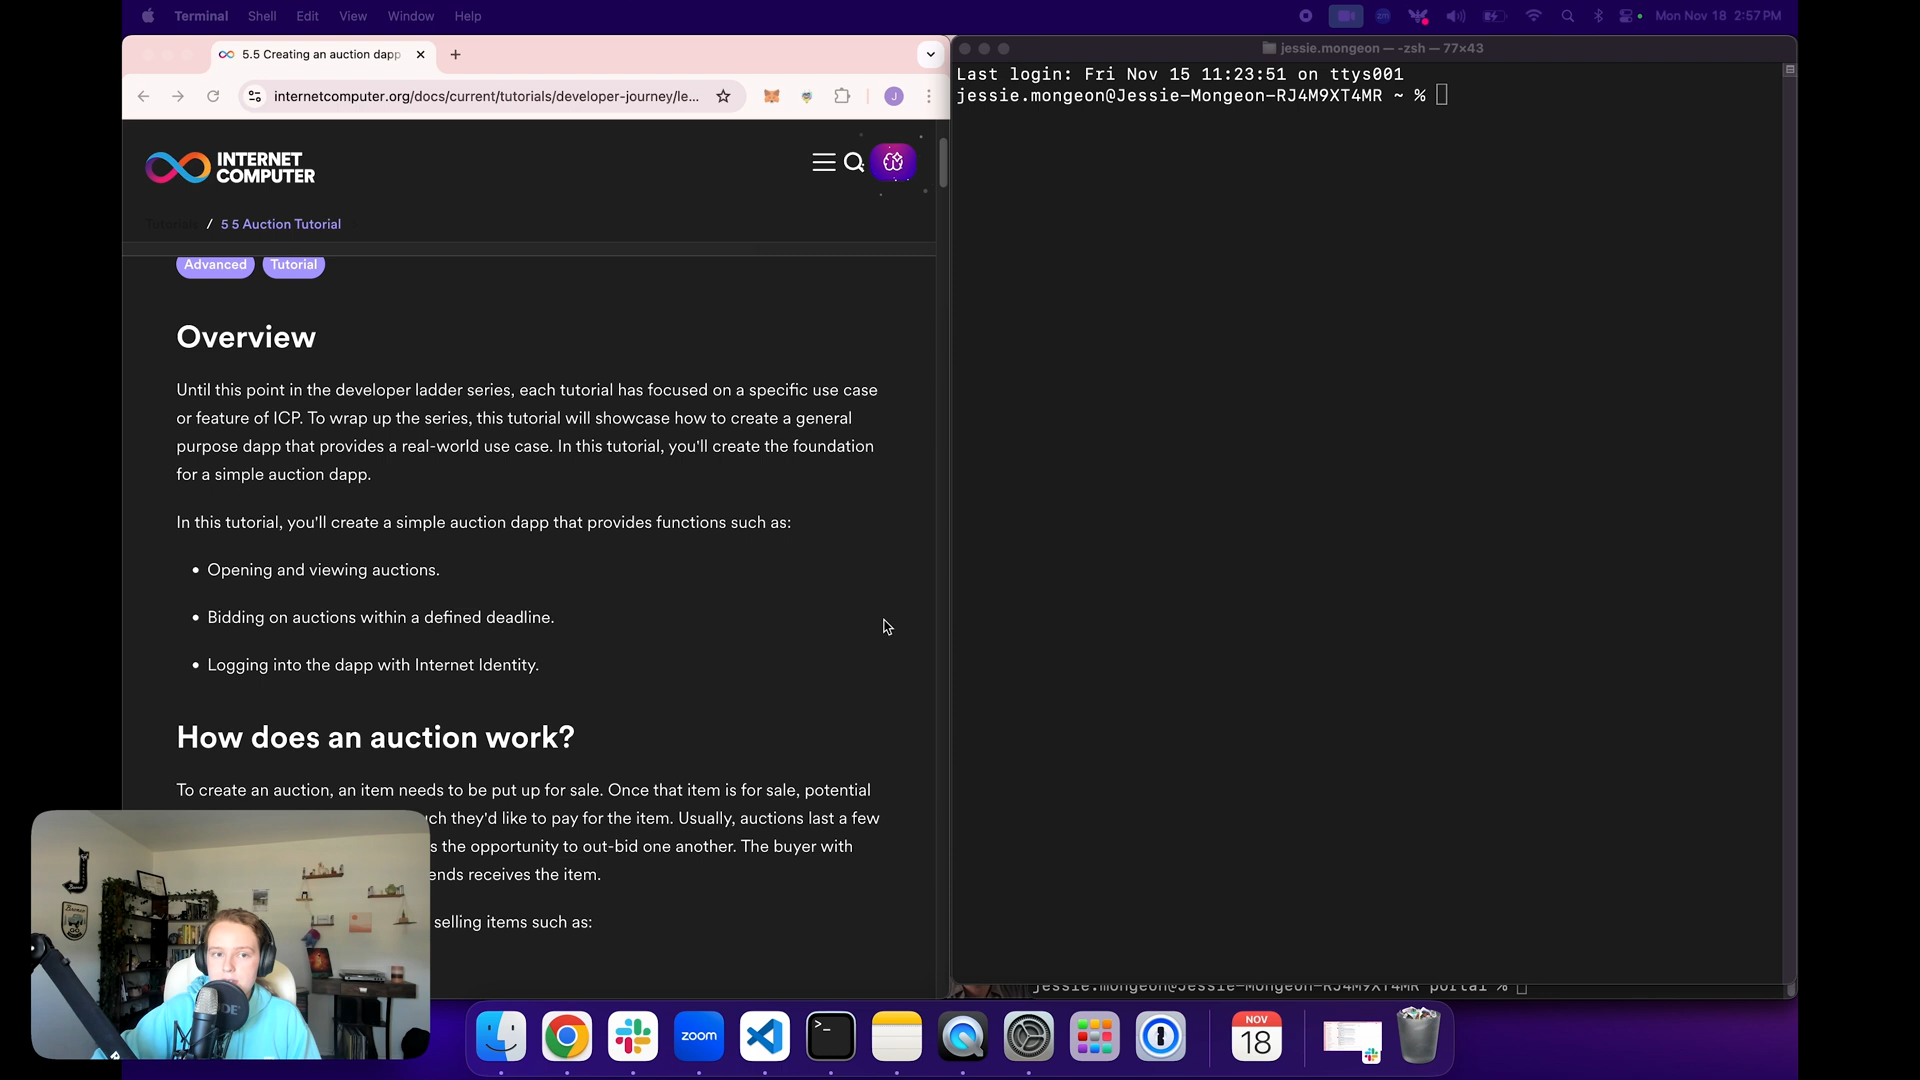 Terminal Shell Edit View Window Help
Mon Nov 18 2:57 PM
5.5 Creating an auction dapp
internetcomputer.org/docs/current/tutorials/developer-journey/le...
J
INTERNET
COMPUTER
Tutorials / 5 5 Auction Tutorial
Advanced Tutorial
Overview
Until this point in the developer ladder series, each tutorial has focused on a specific use case
or feature of ICP. To wrap up the series, this tutorial will showcase how to create a general
purpose dapp that provides a real-world use case. In this tutorial, you'll create the foundation
for a simple auction dapp.
In this tutorial, you'll create a simple auction dapp that provides functions such as:
• Opening and viewing auctions.
• Bidding on auctions within a defined deadline.
• Logging into the dapp with Internet Identity.
How does an auction work?
To create an auction, an item needs to be put up for sale. Once that item is for sale, potential
they'd like to pay for the item. Usually, auctions last a few
the opportunity to out-bid one another. The buyer with
ends receives the item.
selling items such as:
jessie.mongeon — -zsh — 77×43
Last login: Fri Nov 15 11:23:51 on ttys001
jessie.mongeon@Jessie-Mongeon-RJ4M9XT4MR ~ %
jessie.mongeon@Jessie-Mongeon-RJ4M9XT4MR portal %
zoom
>_
NOV
18